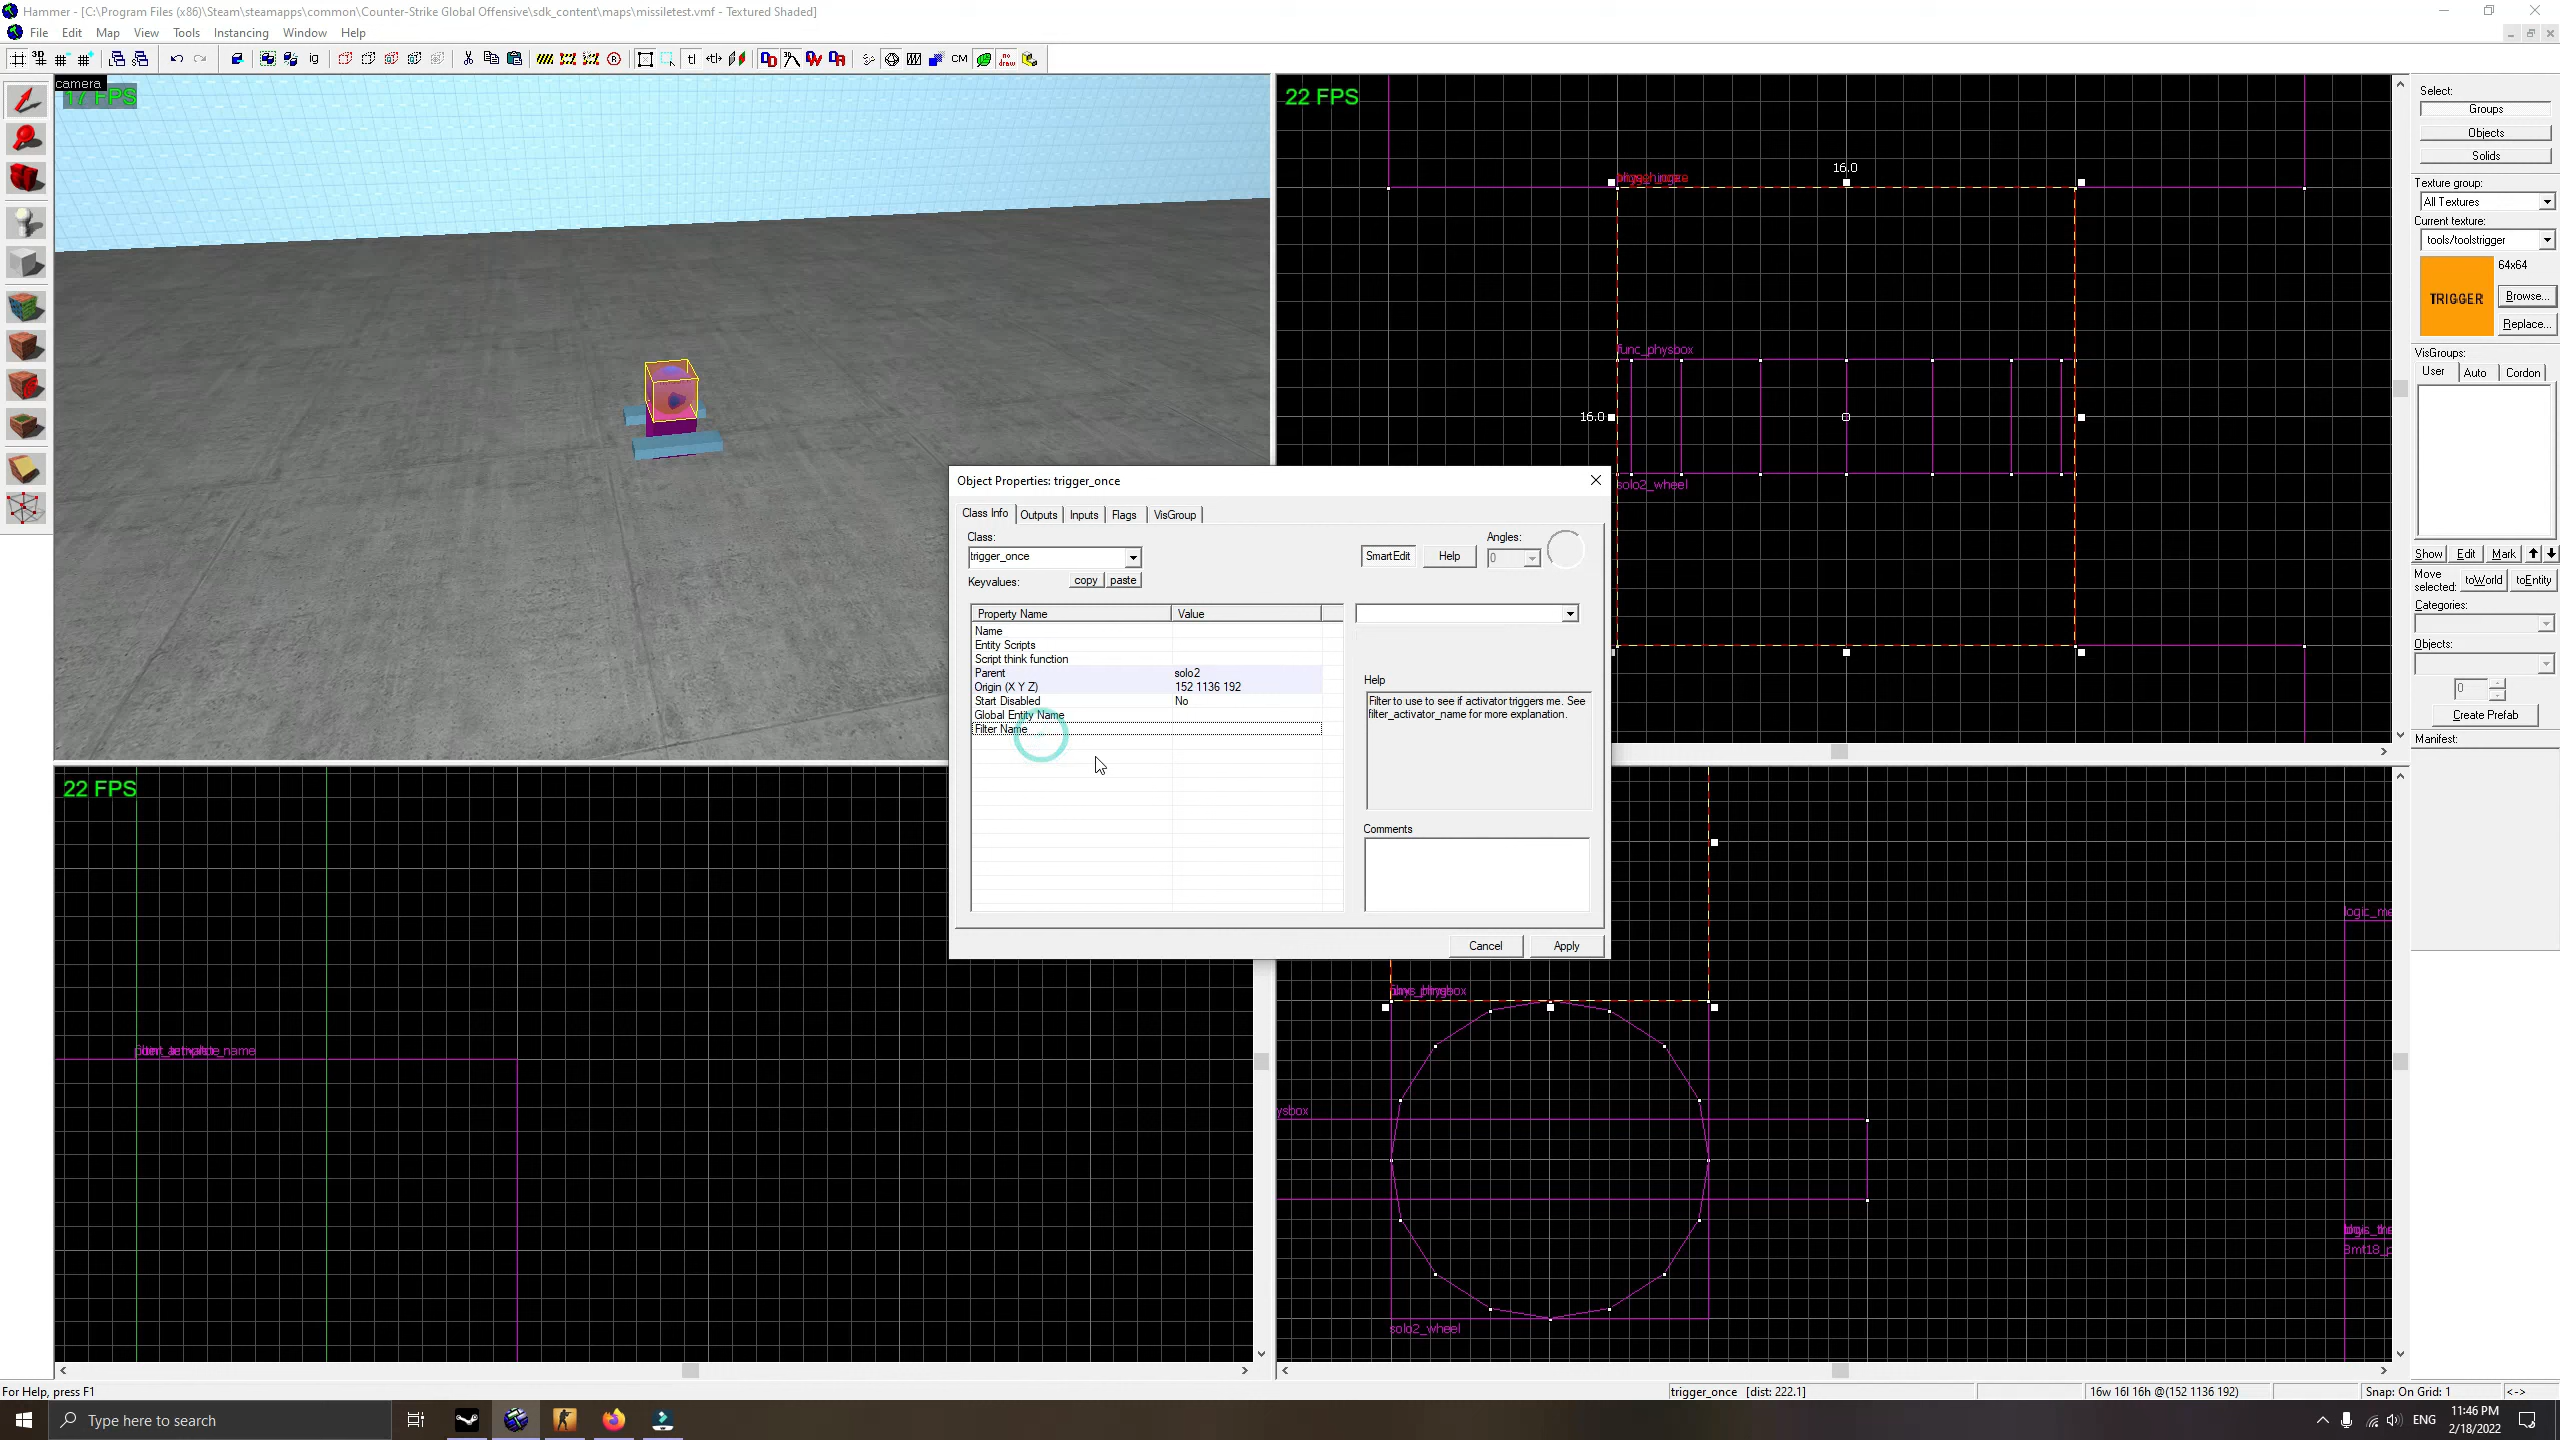 Hammer - [C:\Program Files (x86)\Steam\steamapps\common\Counter-Strike Global Offensive\sdk_content\maps\missiletest.vmf - Textured Shaded]
File Edit Map View Tools Instancing Window Help
camera
17 FPS
22 FPS
16.0
func_physbox
16.0
solo2_wheel
Select:
Groups
Objects
Solids
Texture group:
All Textures
Current texture:
tools/toolstrigger
64x64
TRIGGER
Browse...
Replace...
VisGroups:
User Auto Cordon
Show Edit Mark
Move selected: toWorld toEntity
Categories:
Objects:
0
Create Prefab
Manifest:
Object Properties: trigger_once
Class Info Outputs Inputs Flags VisGroup
Class:
trigger_once
SmartEdit Help
Angles:
0
Keyvalues: copy paste
Property Name Value
Name
Entity Scripts
Script think function
Parent solo2
Origin (X Y Z) 152 1136 192
Start Disabled No
Global Entity Name
Filter Name
Help
Filter to use to see if activator triggers me. See
filter_activator_name for more explanation.
Comments
Cancel Apply
22 FPS
ysbox
solo2_wheel
logic_me
For Help, press F1
trigger_once [dist: 222.1]
16w 16l 16h @(152 1136 192)
Snap: On Grid: 1
<->
Type here to search
ENG
11:46 PM
2/18/2022